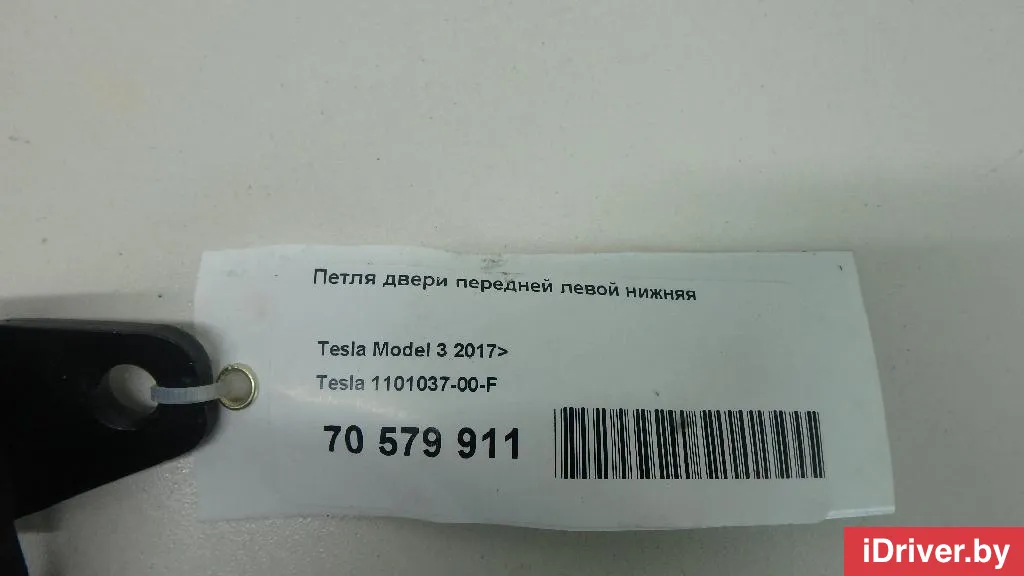 Петля двери передней левой нижняя
Tesla Model 3 2017>
Tesla 1101037-00-F
70 579 911
iDriver.by